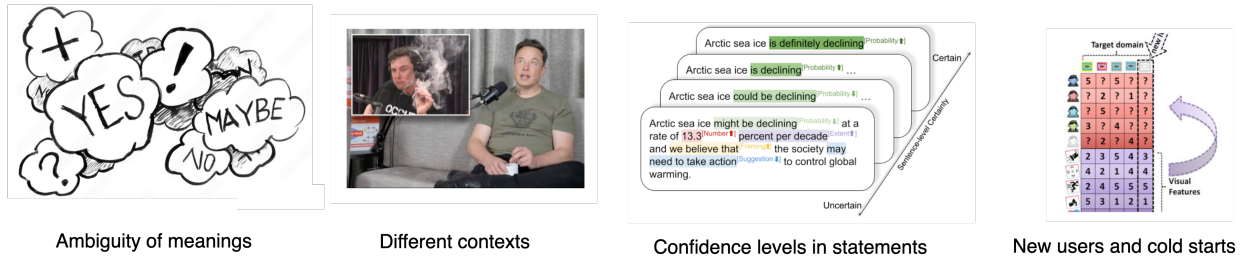 +
!
YES
MAYBE
NO
?
OCCUP
Arctic sea ice is definitely declining[Probability⬆]
Arctic sea ice is declining[Probability⬆] ...
Arctic sea ice could be declining[Probability⬇] ...
Arctic sea ice might be declining[Probability⬇] at a
rate of 13.3[Number⬆] percent per decade[Extent⬆]
and we believe that[Framing⬆] the society may
need to take action[Suggestion⬇] to control global
warming.
Certain
Sentence-level Certainty
Uncertain
Target domain
new
5 ? 5 ?
? 2 ? 1
? 5 ? ?
3 ? 4 ?
? 2 ? ?
2 3 5 4 3
4 2 1 4 4
2 4 5 5 5
5 3 1 2 1
Visual
Features
Ambiguity of meanings
Different contexts
Confidence levels in statements
New users and cold starts